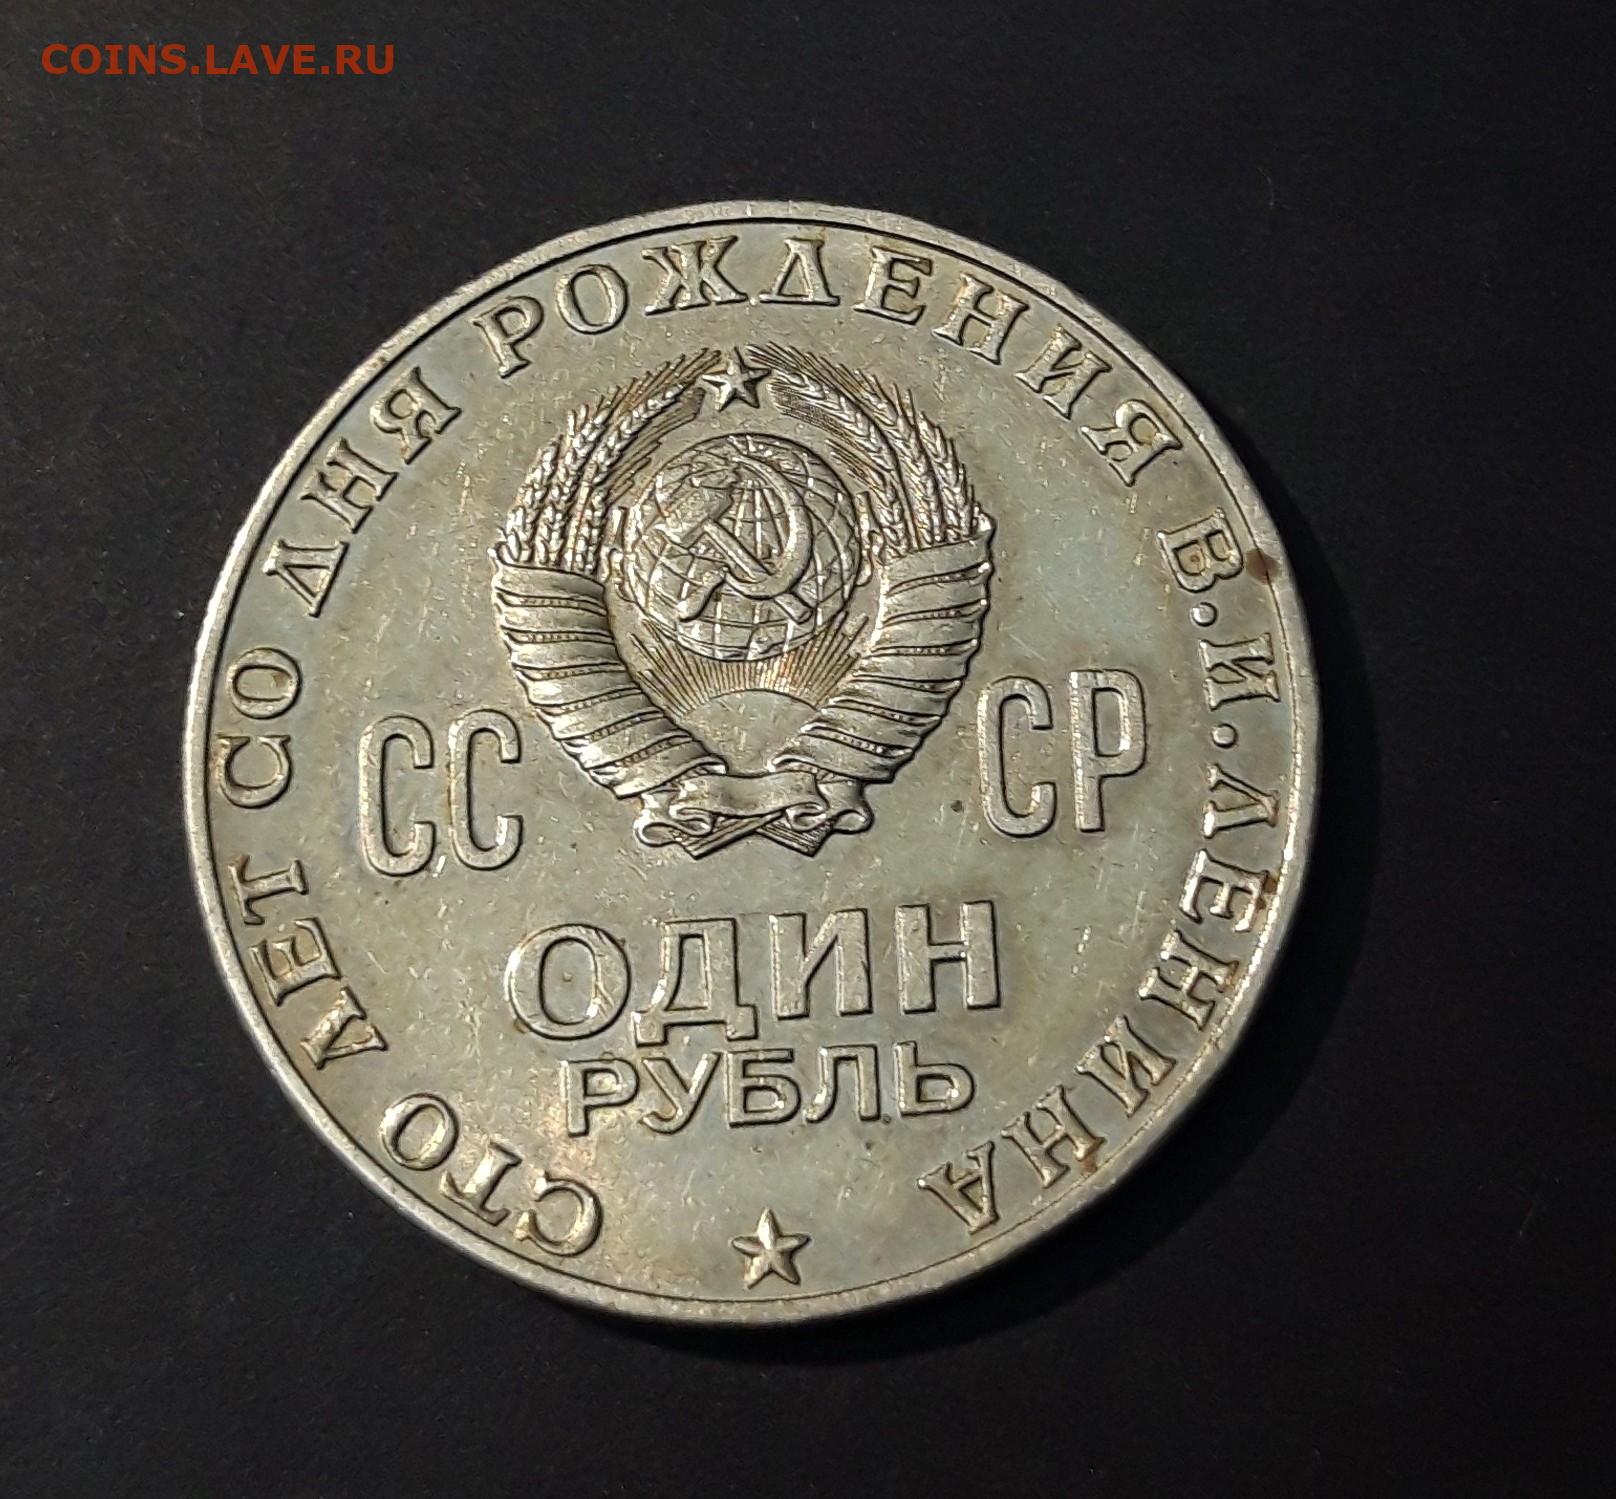 COINS.LAVE.RU
СТО ЛЕТ СО ДНЯ РОЖДЕНИЯ В.И.ЛЕНИНА
СС СР
ОДИН
РУБЛЬ